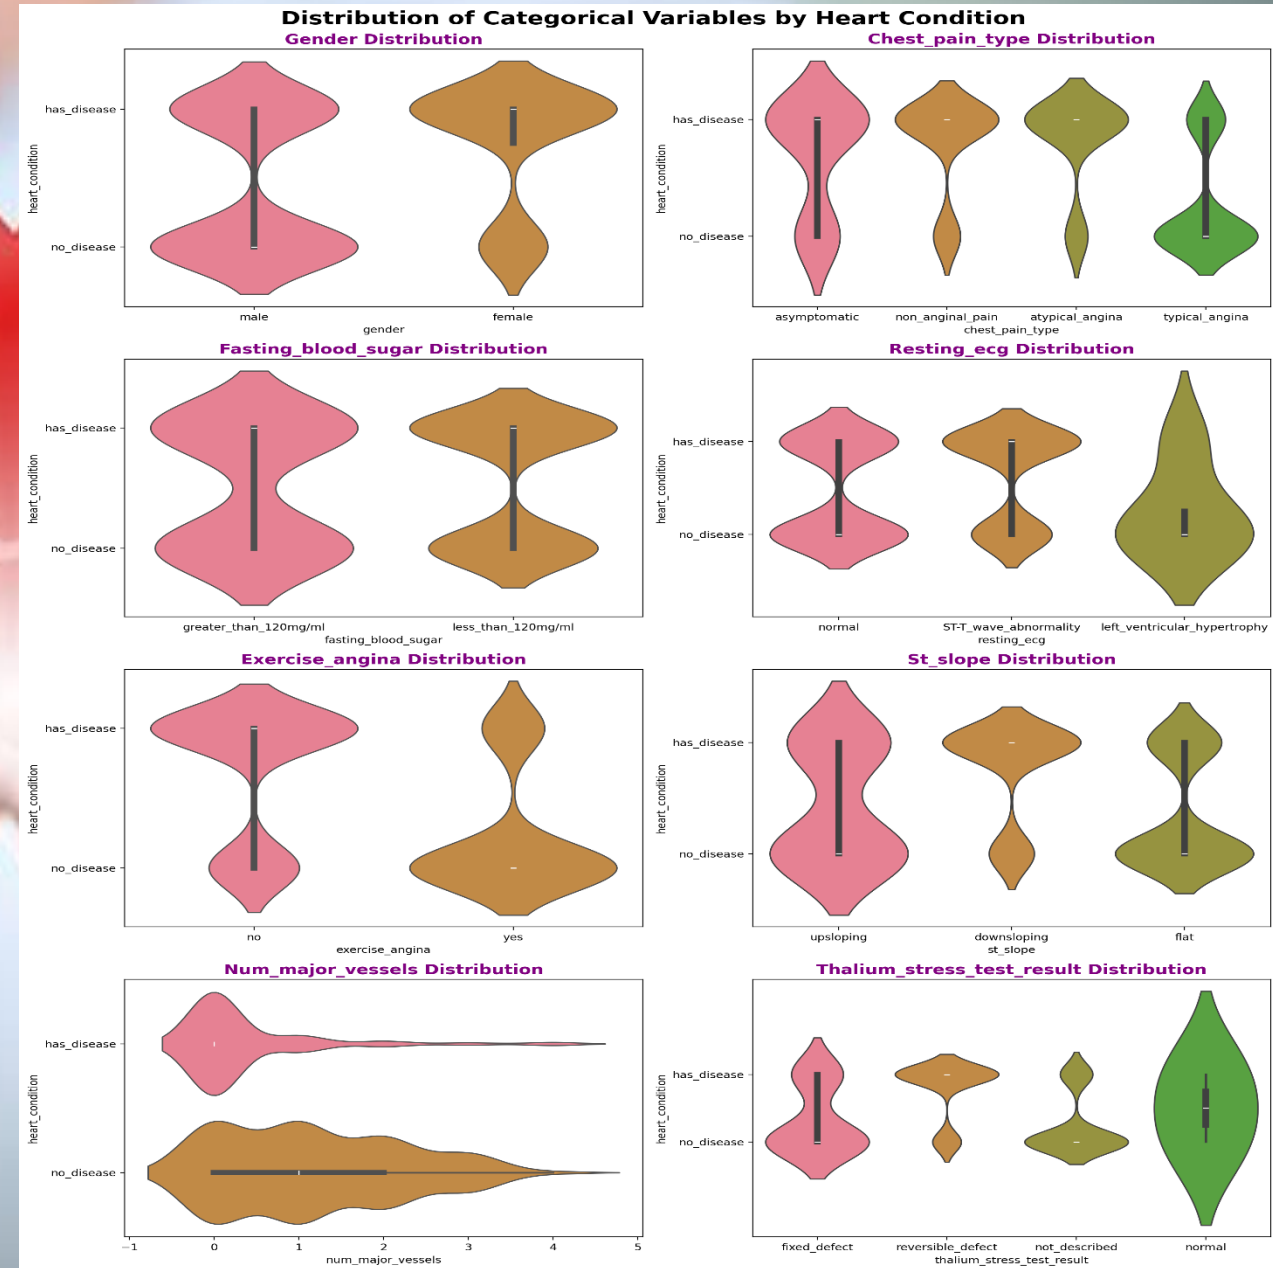 Distribution of Categorical Variables by Heart Condition
Gender Distribution
heart_condition
has_disease
no_disease
male female
gender
Chest_pain_type Distribution
heart_condition
has_disease
no_disease
asymptomatic non_anginal_pain atypical_angina typical_angina
chest_pain_type
Fasting_blood_sugar Distribution
heart_condition
has_disease
no_disease
greater_than_120mg/ml less_than_120mg/ml
fasting_blood_sugar
Resting_ecg Distribution
heart_condition
has_disease
no_disease
normal ST-T_wave_abnormality left_ventricular_hypertrophy
resting_ecg
Exercise_angina Distribution
heart_condition
has_disease
no_disease
no yes
exercise_angina
St_slope Distribution
heart_condition
has_disease
no_disease
upsloping downsloping flat
st_slope
Num_major_vessels Distribution
heart_condition
has_disease
no_disease
−1 0 1 2 3 4 5
num_major_vessels
Thalium_stress_test_result Distribution
heart_condition
has_disease
no_disease
fixed_defect reversible_defect not_described normal
thalium_stress_test_result